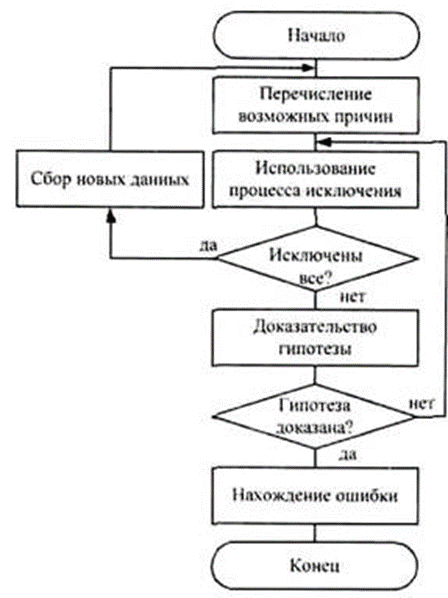 Начало
Перечисление
возможных причин
Сбор новых данных
Использование
процесса исключения
да
Исключены
все?
нет
Доказательство
гипотезы
Гипотеза
доказана?
нет
да
Нахождение ошибки
Конец